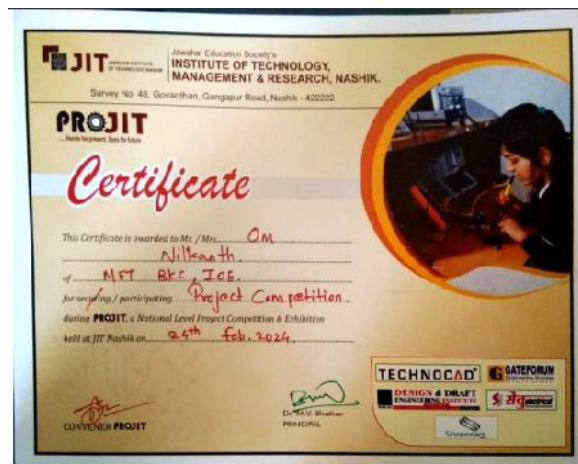 JIT
Jawahar Education Society's
INSTITUTE OF TECHNOLOGY,
MANAGEMENT & RESEARCH, NASHIK.
Survey No. 48, Govardhan, Gangapur Road, Nashik - 422222
PROJIT
Certificate
This Certificate is awarded to Mr. / Mrs. Om
Nilkanth.
of MET BKC, IOE.
for securing / participating Project Competition.
during PROJIT, a National Level Project Competition & Exhibition
held at JIT Nashik on 24th feb. 2024.
TECHNOCAD
GATEFORUM
DESIGN & DRAFT
ENGINEERING INSTITUTE
CONVENER PROJIT
PRINCIPAL